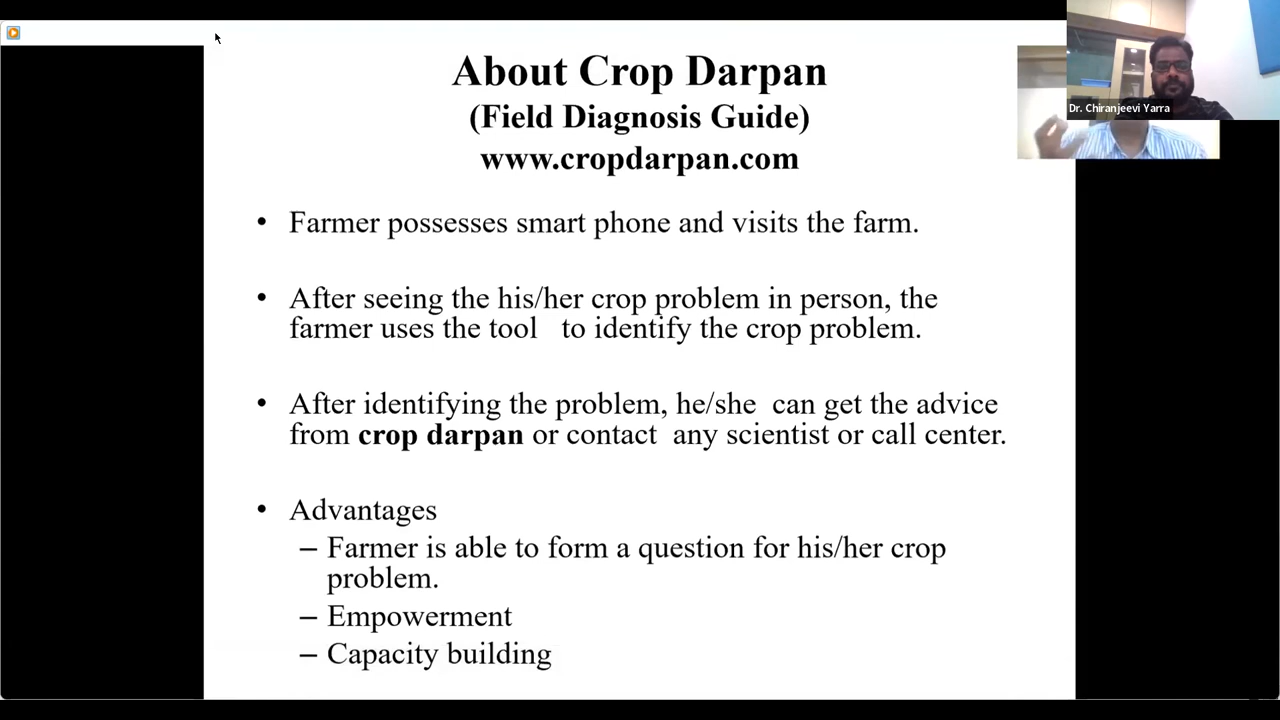 About Crop Darpan
(Field Diagnosis Guide)
www.cropdarpan.com
Dr. Chiranjeevi Yarra
• Farmer possesses smart phone and visits the farm.
• After seeing the his/her crop problem in person, the
farmer uses the tool to identify the crop problem.
• After identifying the problem, he/she can get the advice
from crop darpan or contact any scientist or call center.
• Advantages
– Farmer is able to form a question for his/her crop
problem.
– Empowerment
– Capacity building